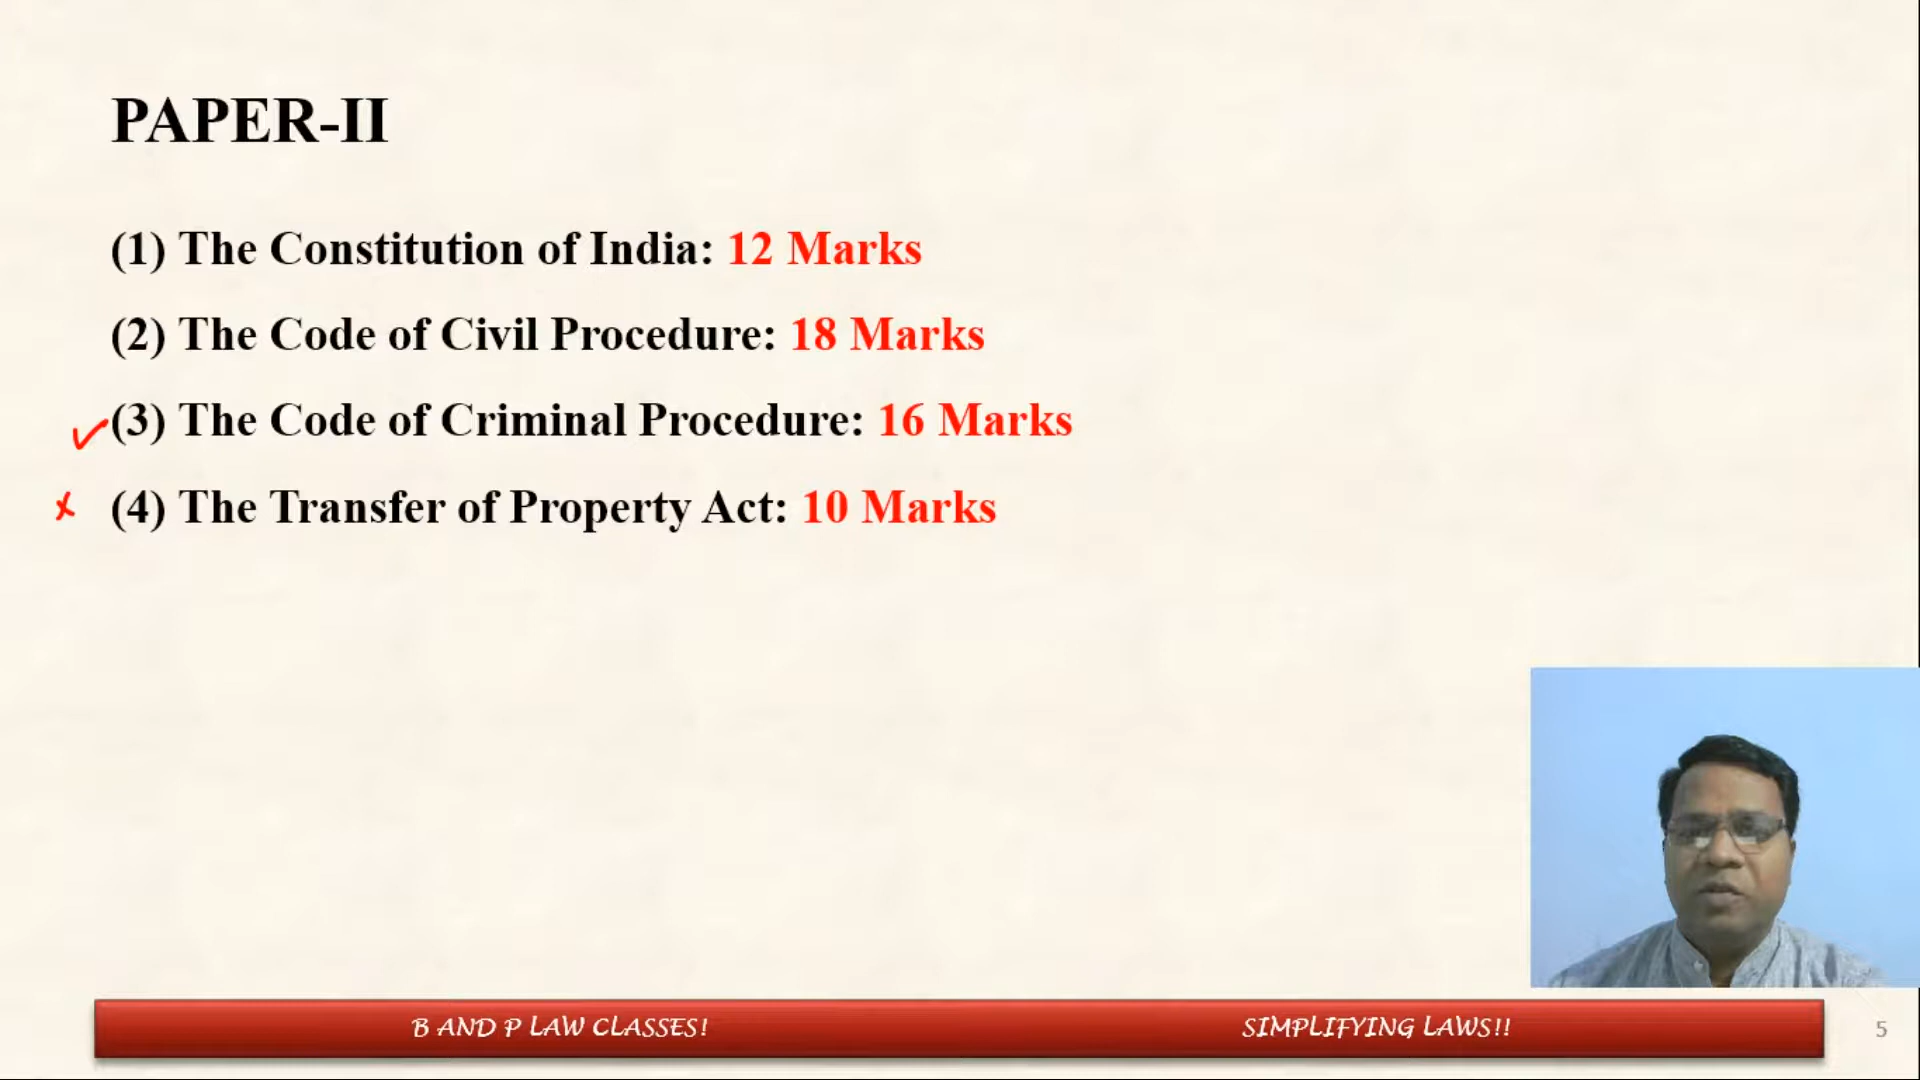 PAPER-II
(1) The Constitution of India: 12 Marks
(2) The Code of Civil Procedure: 18 Marks
(3) The Code of Criminal Procedure: 16 Marks
(4) The Transfer of Property Act: 10 Marks
B AND P LAW CLASSES!
SIMPLIFYING LAWS!!
5